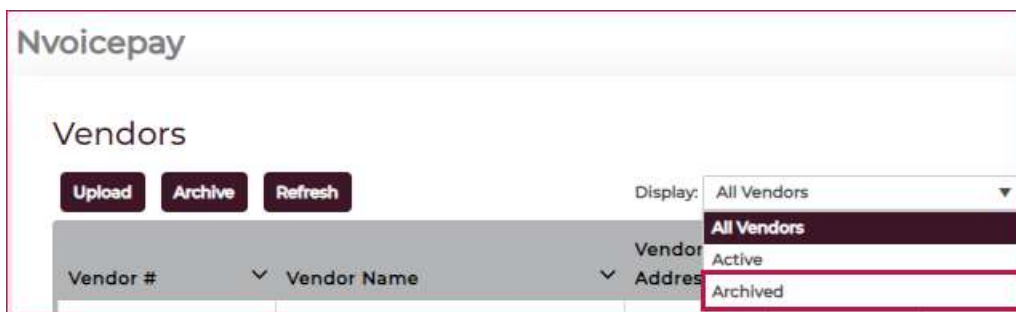 Nvoicepay
Vendors
Upload Archive Refresh Display: All Vendors
All Vendors
Active
Archived
Vendor # Vendor Name Vendor
Addres